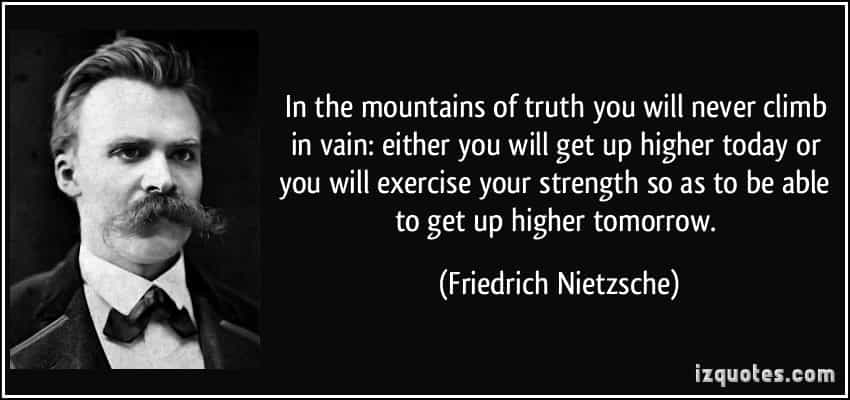 In the mountains of truth you will never climb
in vain: either you will get up higher today or
you will exercise your strength so as to be able
to get up higher tomorrow.
(Friedrich Nietzsche)
izquotes.com